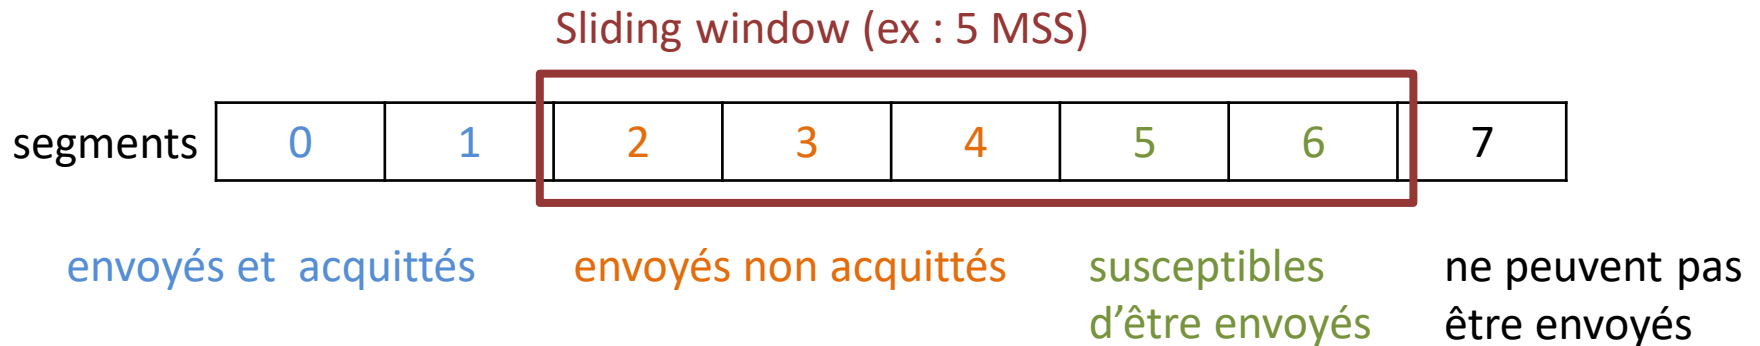 Sliding window (ex : 5 MSS)
segments 0 1 2 3 4 5 6 7
envoyés et acquittés envoyés non acquittés susceptibles ne peuvent pas
d’être envoyés être envoyés